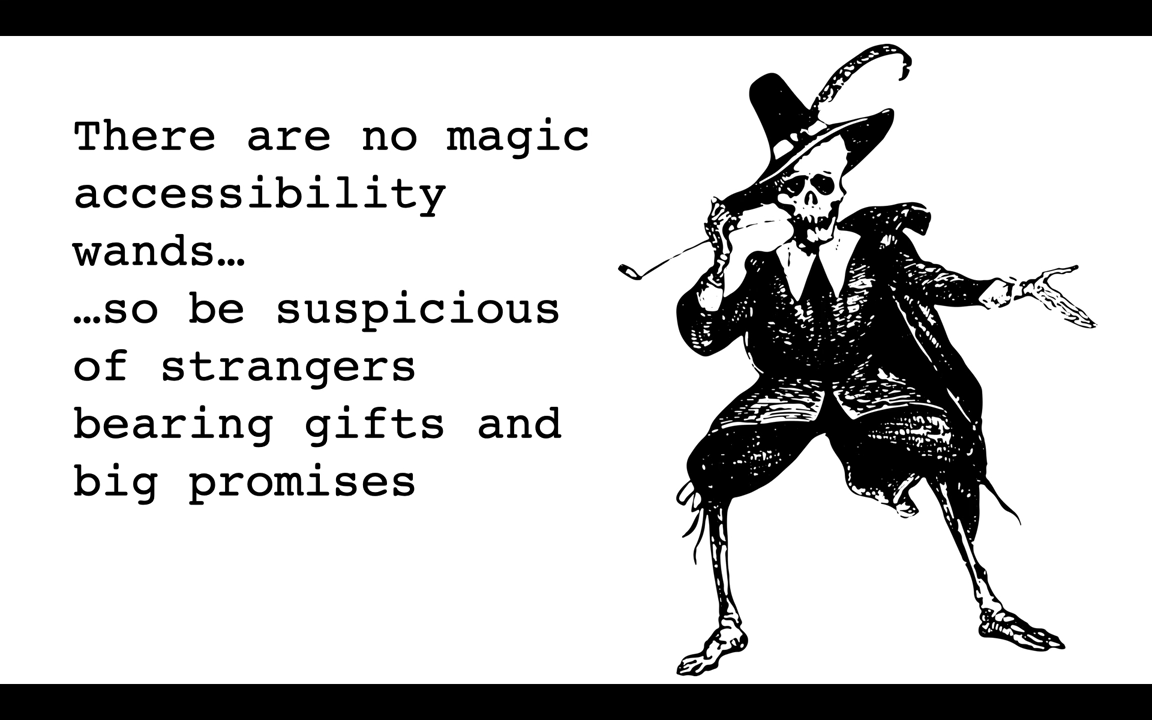 There are no magic
accessibility
wands…
…so be suspicious
of strangers
bearing gifts and
big promises